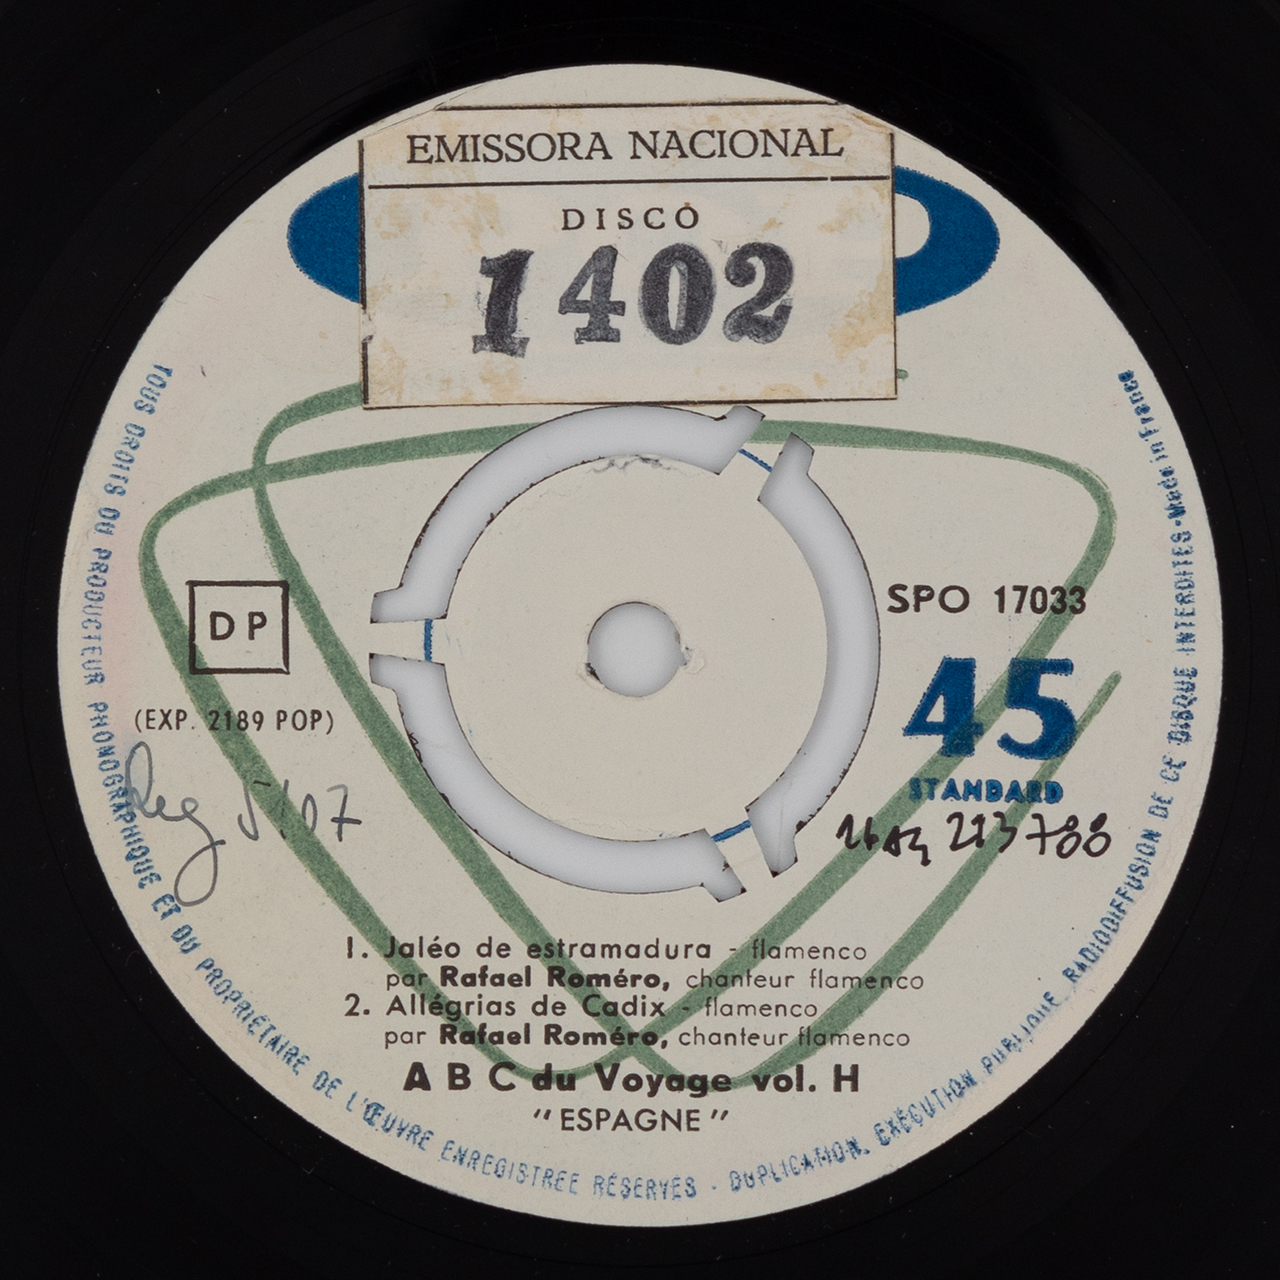 EMISSORA NACIONAL
DISCO
1402
DP
(EXP. 2189 POP)
SPO 17033
45
STANDARD
213788
1. Jaléo de estramadura - flamenco
par Rafael Roméro, chanteur flamenco
2. Allégrias de Cadix - flamenco
par Rafael Roméro, chanteur flamenco
A B C du Voyage vol. H
"ESPAGNE"
TOUS DROITS DU PRODUCTEUR PHONOGRAPHIQUE ET DU PROPRIÉTAIRE DE L'ŒUVRE ENREGISTREE RÉSERVÉS - DUPLICATION, EXÉCUTION PUBLIQUE, RADIODIFFUSION DE CE DISQUE INTERDITES - Made in France